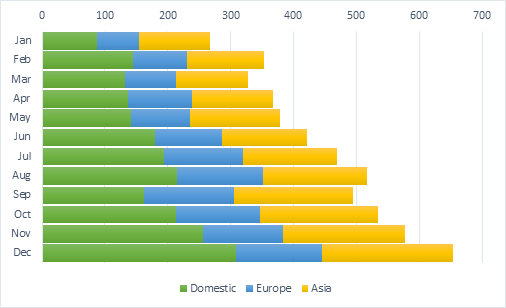 0 100 200 300 400 500 600 700
Jan
Feb
Mar
Apr
May
Jun
Jul
Aug
Sep
Oct
Nov
Dec
Domestic Europe Asia